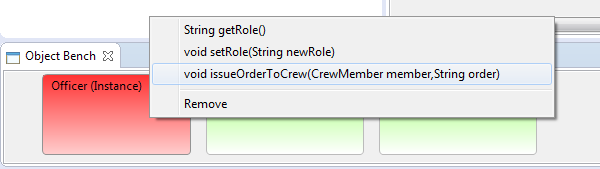 String getRole()
void setRole(String newRole)
void issueOrderToCrew(CrewMember member,String order)
Remove
Object Bench
Officer (Instance)